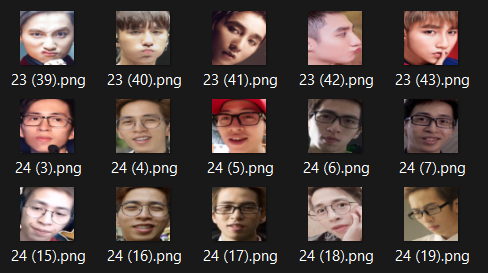 23 (39).png 23 (40).png 23 (41).png 23 (42).png 23 (43).png
24 (3).png 24 (4).png 24 (5).png 24 (6).png 24 (7).png
24 (15).png 24 (16).png 24 (17).png 24 (18).png 24 (19).png